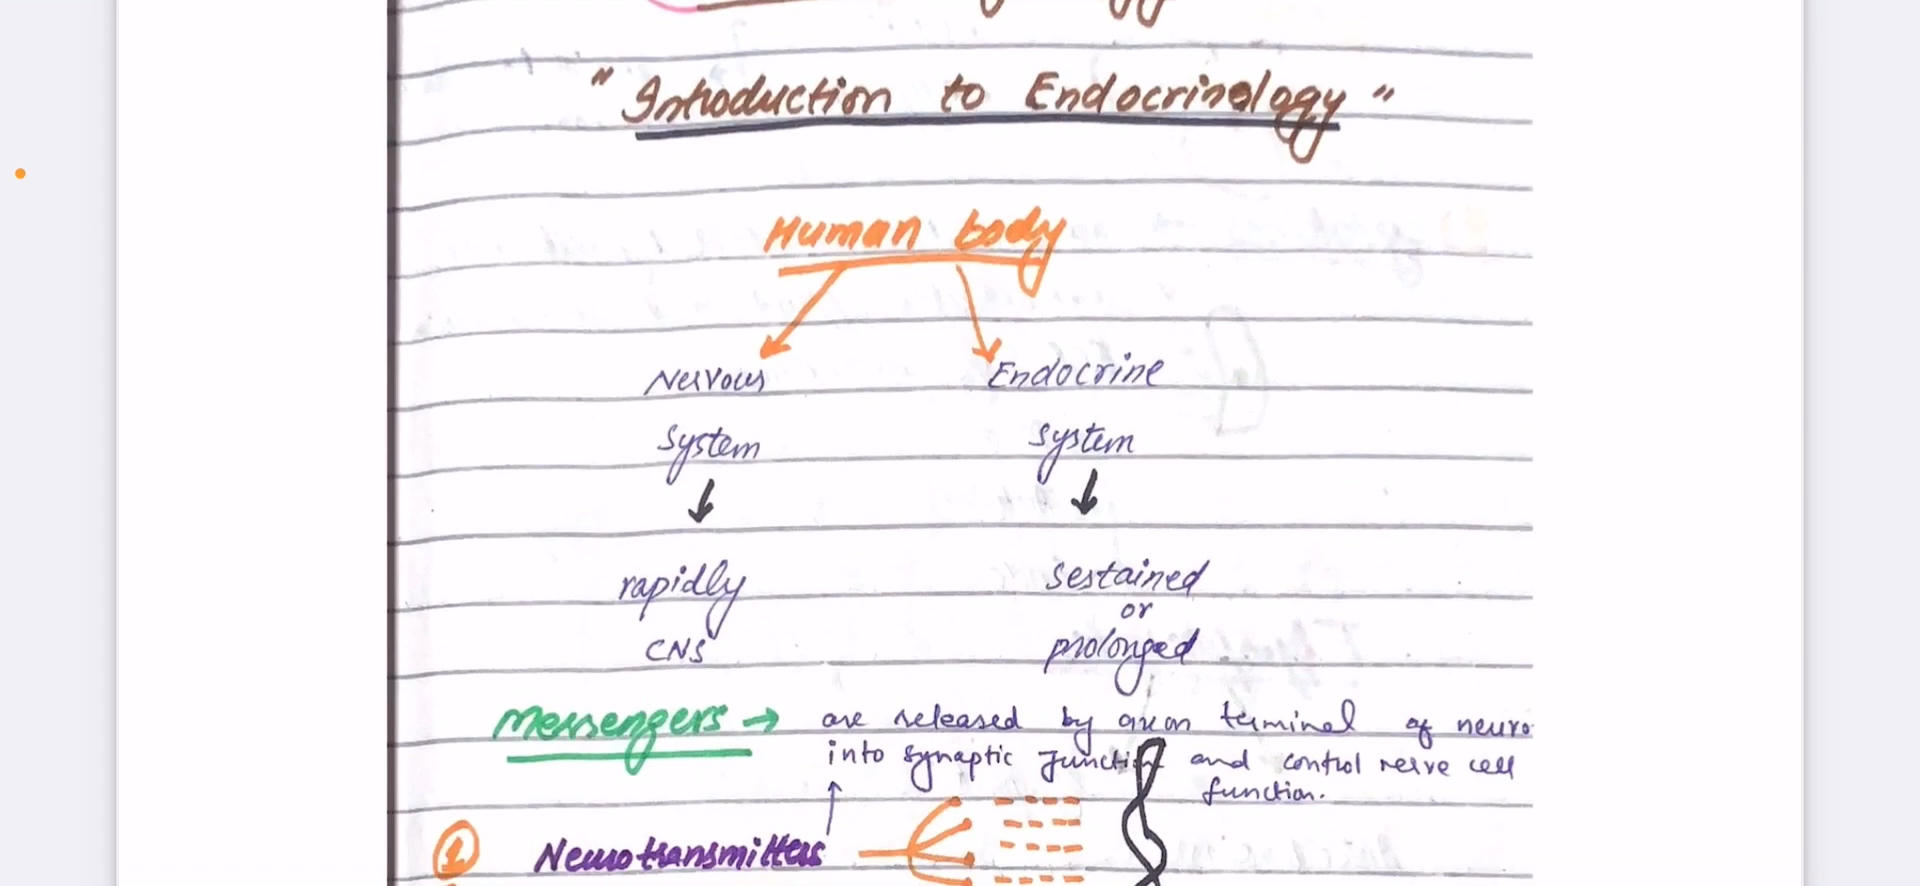 " Introduction to Endocrinology "
Human body
Nervous Endocrine
System System
rapidly sestained
or
CNS prolonged
Messengers → are released by axon terminal of neuro
into synaptic Junction and control nerve cell
function.
1 Neurotransmitters